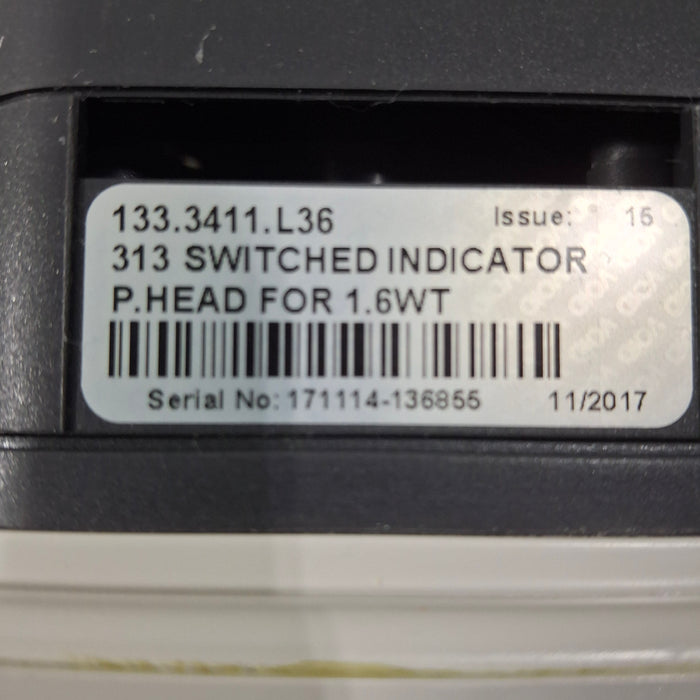 133.3411.L36 Issue: 15
313 SWITCHED INDICATOR
P.HEAD FOR 1.6WT
Serial No: 171114-136855 11/2017